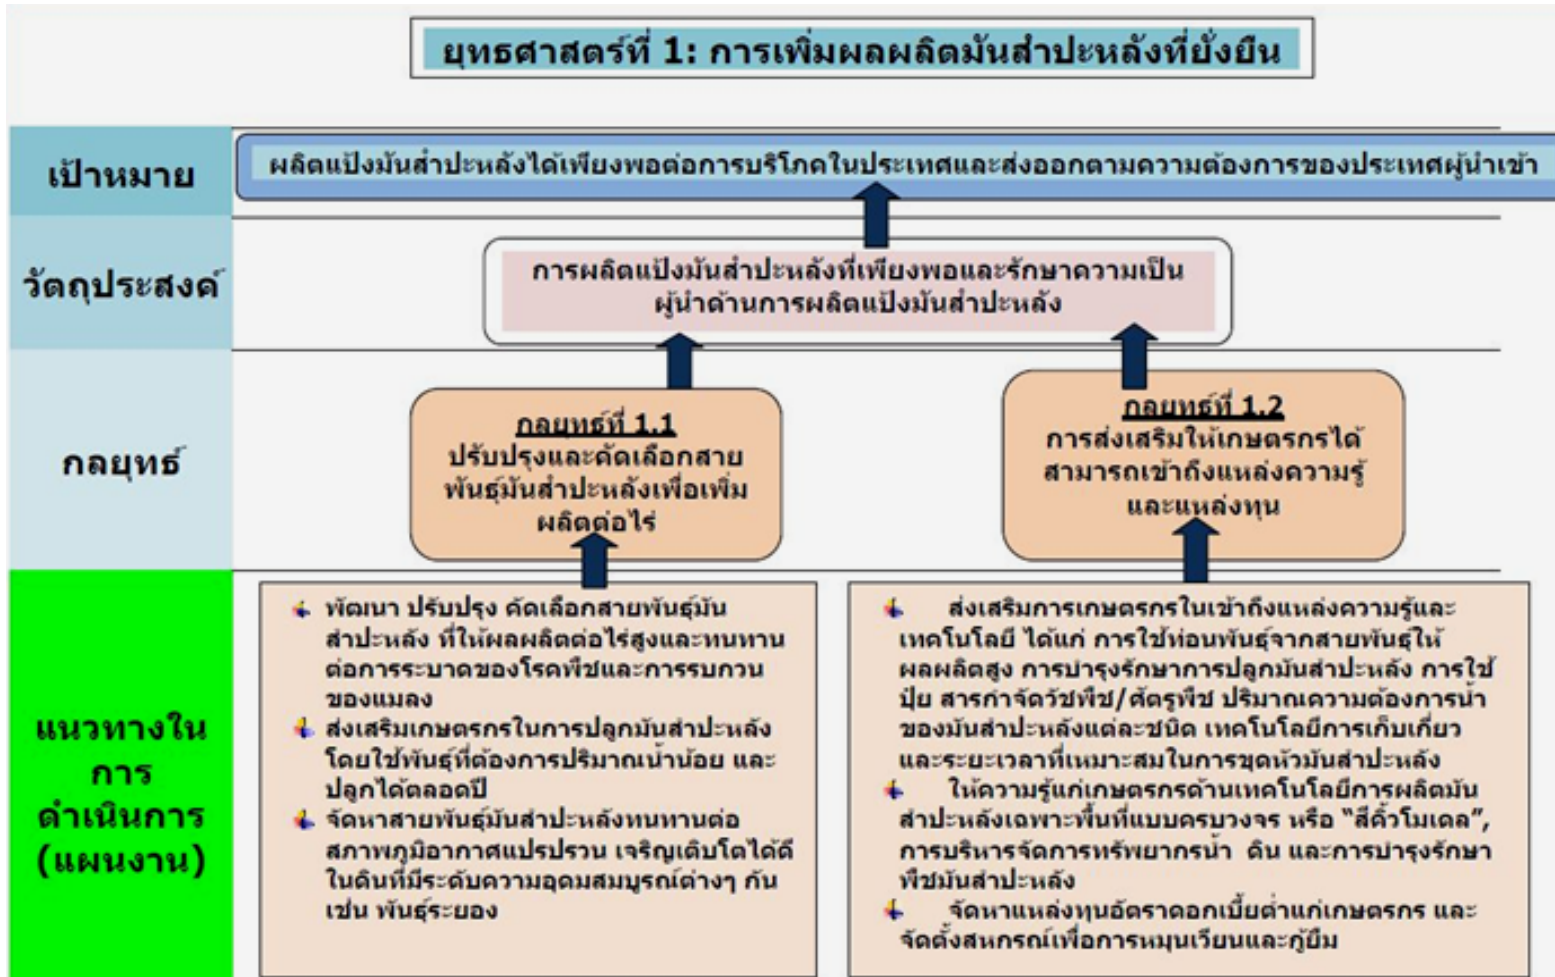 ยุทธศาสตร์ที่ 1: การเพิ่มผลผลิตมันสำปะหลังที่ยั่งยืน
เป้าหมาย
ผลิตแป้งมันสำปะหลังได้เพียงพอต่อการบริโภคในประเทศและส่งออกตามความต้องการของประเทศผู้นำเข้า
วัตถุประสงค์
การผลิตแป้งมันสำปะหลังที่เพียงพอและรักษาความเป็น
ผู้นำด้านการผลิตแป้งมันสำปะหลัง
กลยุทธ์
กลยุทธ์ที่ 1.1
ปรับปรุงและคัดเลือกสาย
พันธุ์มันสำปะหลังเพื่อเพิ่ม
ผลิตต่อไร่
กลยุทธ์ที่ 1.2
การส่งเสริมให้เกษตรกรได้
สามารถเข้าถึงแหล่งความรู้
และแหล่งทุน
แนวทางใน
การ
ดำเนินการ
(แผนงาน)
พัฒนา ปรับปรุง คัดเลือกสายพันธุ์มัน
สำปะหลัง ที่ให้ผลผลิตต่อไร่สูงและทนทาน
ต่อการระบาดของโรคพืชและการรบกวน
ของแมลง
ส่งเสริมเกษตรกรในการปลูกมันสำปะหลัง
โดยใช้พันธุ์ที่ต้องการปริมาณน้ำน้อย และ
ปลูกได้ตลอดปี
จัดหาสายพันธุ์มันสำปะหลังทนทานต่อ
สภาพภูมิอากาศแปรปรวน เจริญเติบโตได้ดี
ในดินที่มีระดับความอุดมสมบูรณ์ต่างๆ กัน
เช่น พันธุ์ระยอง
ส่งเสริมการเกษตรกรในเข้าถึงแหล่งความรู้และ
เทคโนโลยี ได้แก่ การใช้ท่อนพันธุ์จากสายพันธุ์ให้
ผลผลิตสูง การบำรุงรักษาการปลูกมันสำปะหลัง การใช้
ปุ๋ย สารกำจัดวัชพืช/ศัตรูพืช ปริมาณความต้องการน้ำ
ของมันสำปะหลังแต่ละชนิด เทคโนโลยีการเก็บเกี่ยว
และระยะเวลาที่เหมาะสมในการขุดหัวมันสำปะหลัง
ให้ความรู้แก่เกษตรกรด้านเทคโนโลยีการผลิตมัน
สำปะหลังเฉพาะพื้นที่แบบครบวงจร หรือ “สีคิ้วโมเดล”,
การบริหารจัดการทรัพยากรน้ำ ดิน และการบำรุงรักษา
พืชมันสำปะหลัง
จัดหาแหล่งทุนอัตราดอกเบี้ยต่ำแก่เกษตรกร และ
จัดตั้งสหกรณ์เพื่อการหมุนเวียนและกู้ยืม